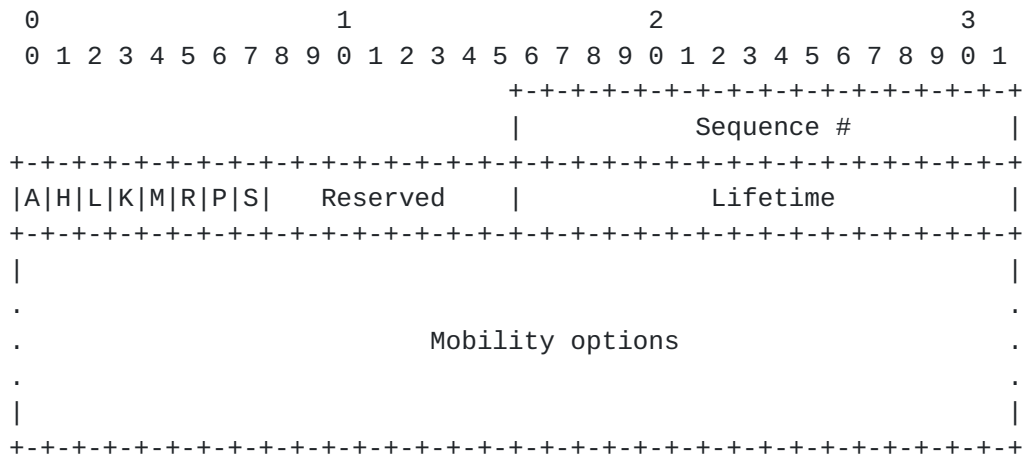 0                   1                   2                   3
 0 1 2 3 4 5 6 7 8 9 0 1 2 3 4 5 6 7 8 9 0 1 2 3 4 5 6 7 8 9 0 1
                                +-+-+-+-+-+-+-+-+-+-+-+-+-+-+-+-+
                                |           Sequence #          |
+-+-+-+-+-+-+-+-+-+-+-+-+-+-+-+-+-+-+-+-+-+-+-+-+-+-+-+-+-+-+-+-+
|A|H|L|K|M|R|P|S|   Reserved    |            Lifetime           |
+-+-+-+-+-+-+-+-+-+-+-+-+-+-+-+-+-+-+-+-+-+-+-+-+-+-+-+-+-+-+-+-+
|                                                               |
.                                                               .
.                          Mobility options                     .
.                                                               .
|                                                               |
+-+-+-+-+-+-+-+-+-+-+-+-+-+-+-+-+-+-+-+-+-+-+-+-+-+-+-+-+-+-+-+-+